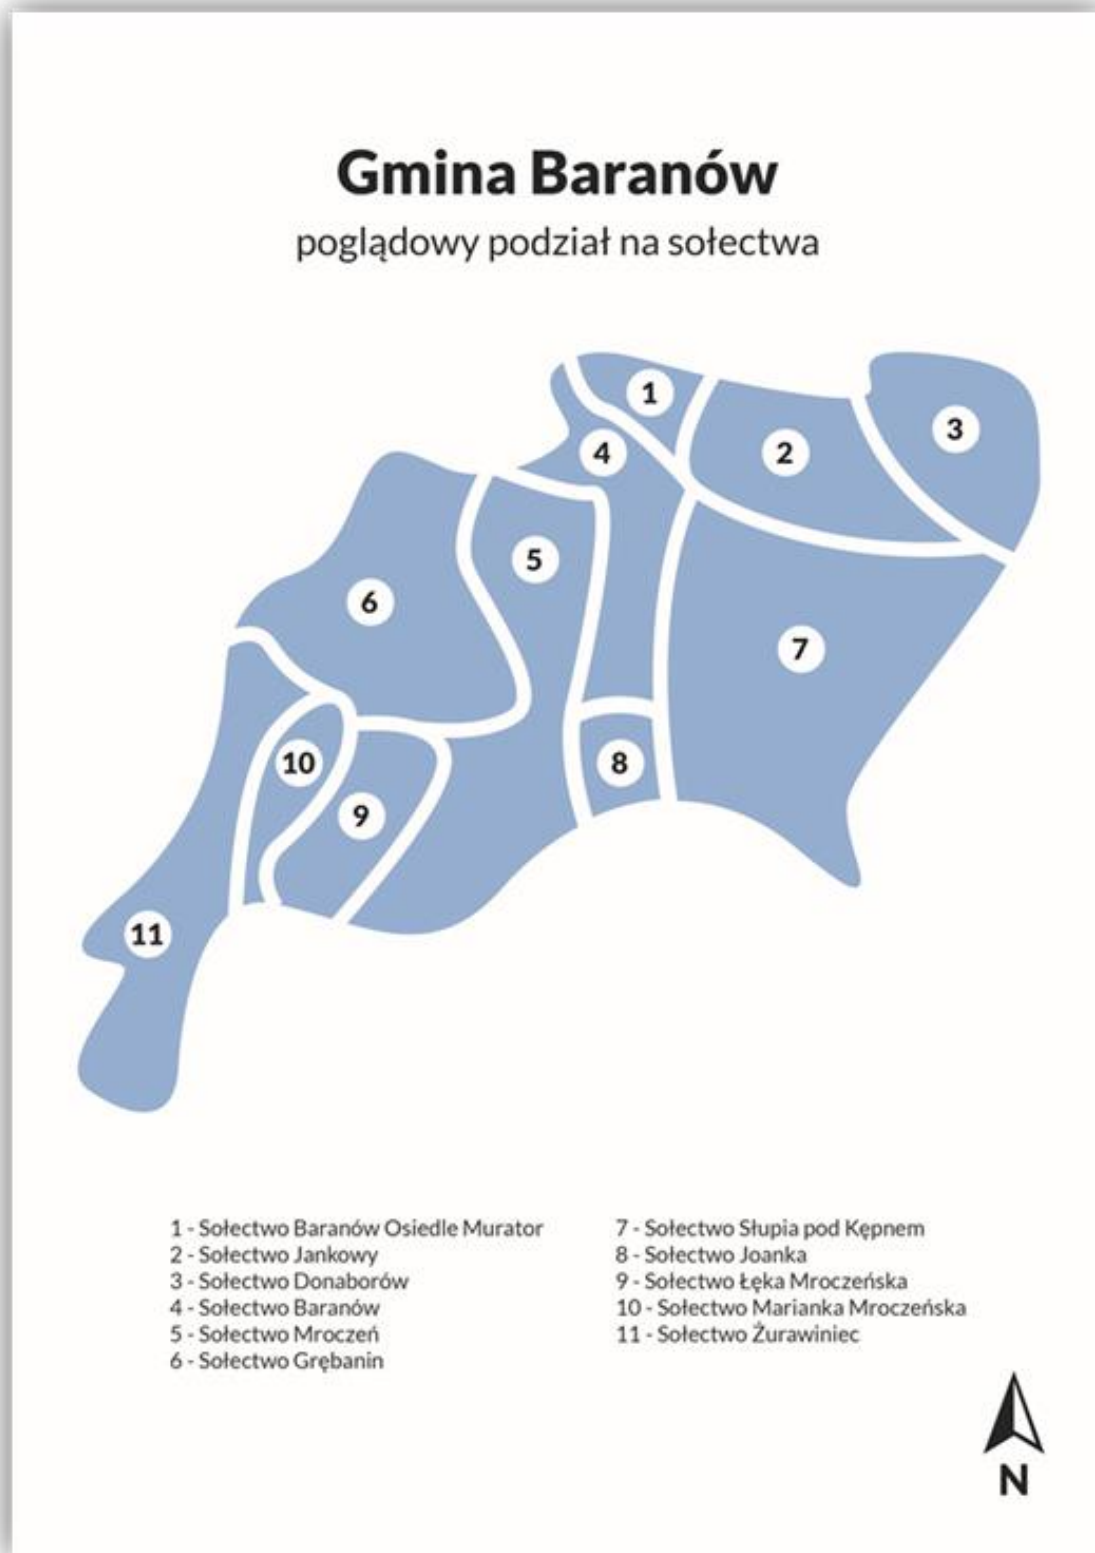 Gmina Baranów
poglądowy podział na sołectwa
1
2
3
4
5
6
7
8
9
10
11
1 - Sołectwo Baranów Osiedle Murator
2 - Sołectwo Jankowy
3 - Sołectwo Donaborów
4 - Sołectwo Baranów
5 - Sołectwo Mroczeń
6 - Sołectwo Grębanin
7 - Sołectwo Słupia pod Kępnem
8 - Sołectwo Joanka
9 - Sołectwo Łęka Mroczeńska
10 - Sołectwo Marianka Mroczeńska
11 - Sołectwo Żurawiniec
N